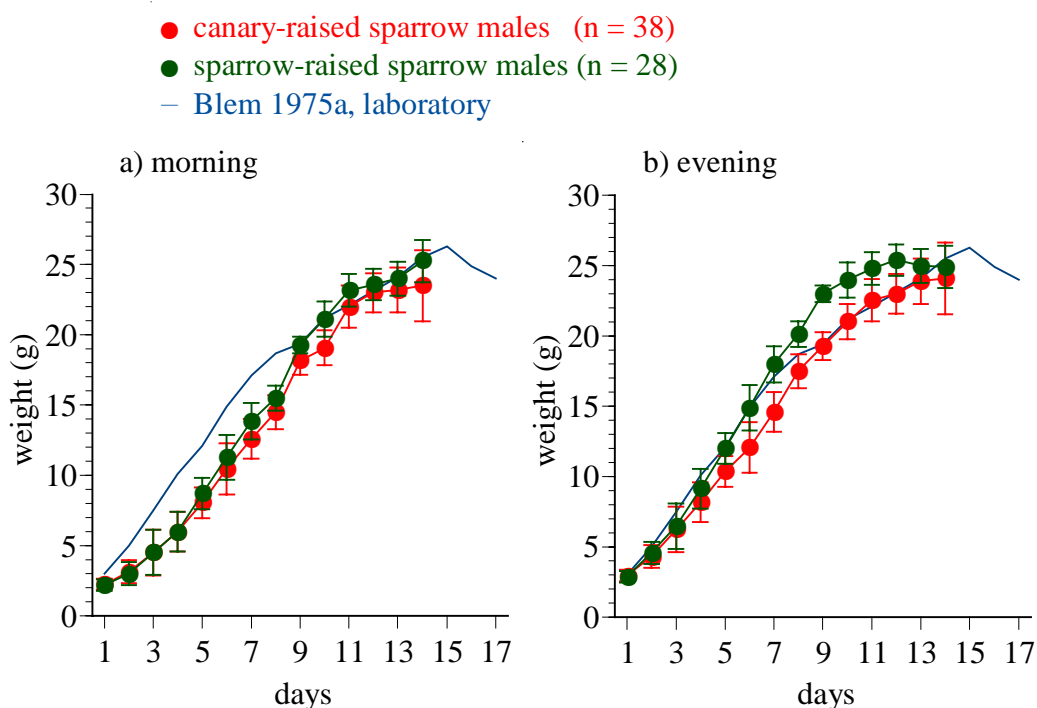 canary-raised sparrow males (n = 38)
sparrow-raised sparrow males (n = 28)
– Blem 1975a, laboratory
a) morning
30
25
20
15
10
5
0
weight (g)
1 3 5 7 9 11 13 15 17
days
b) evening
30
25
20
15
10
5
0
weight (g)
1 3 5 7 9 11 13 15 17
days